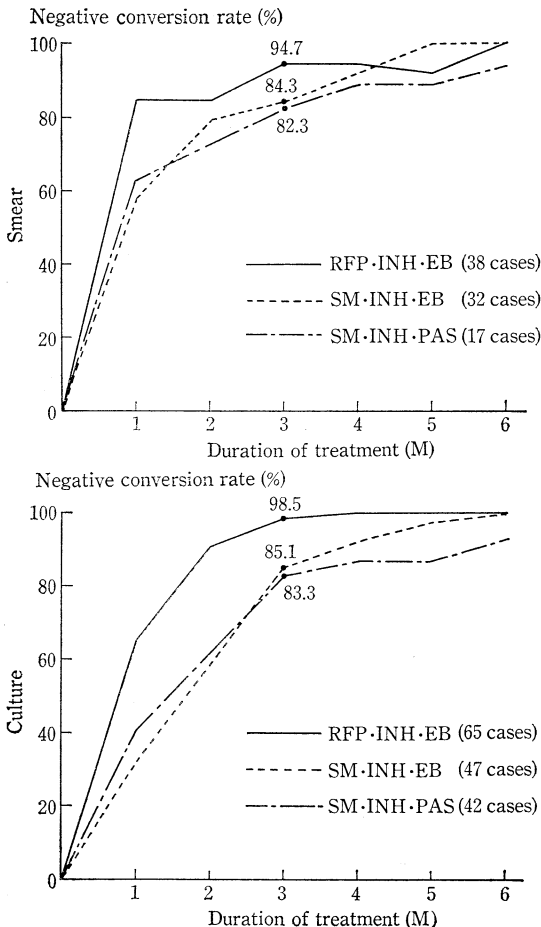 Negative conversion rate (%)
100
80
60
40
20
0
Smear
94.7
84.3
82.3
RFP·INH·EB (38 cases)
SM·INH·EB (32 cases)
SM·INH·PAS (17 cases)
1 2 3 4 5 6
Duration of treatment (M)
Negative conversion rate (%)
100
80
60
40
20
0
Culture
98.5
85.1
83.3
RFP·INH·EB (65 cases)
SM·INH·EB (47 cases)
SM·INH·PAS (42 cases)
1 2 3 4 5 6
Duration of treatment (M)